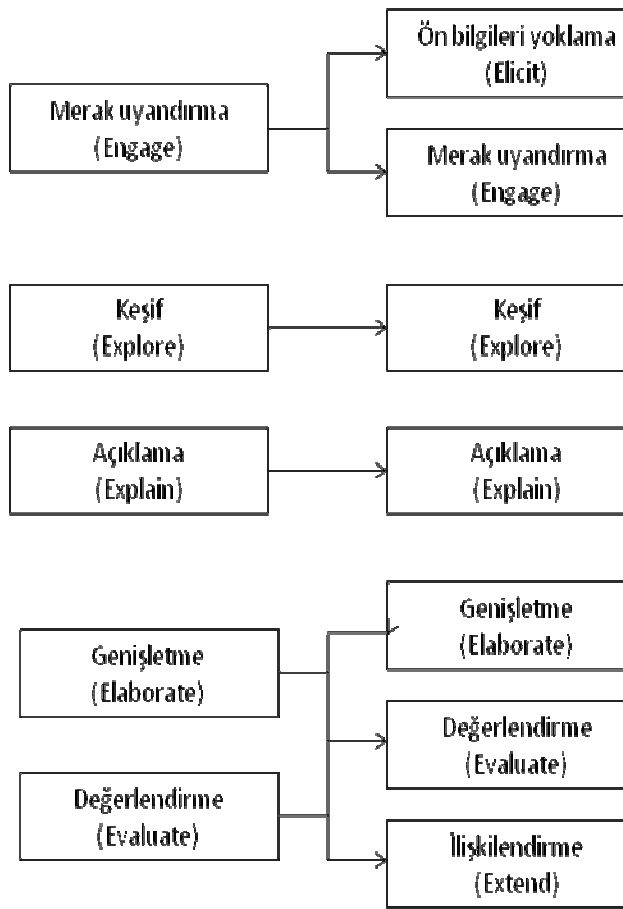 Ön bilgileri yoklama
(Elicit)
Merak uyandırma
(Engage)
Merak uyandırma
(Engage)
Keşif
(Explore)
Keşif
(Explore)
Açıklama
(Explain)
Açıklama
(Explain)
Genişletme
(Elaborate)
Genişletme
(Elaborate)
Değerlendirme
(Evaluate)
Değerlendirme
(Evaluate)
İlişkilendirme
(Extend)